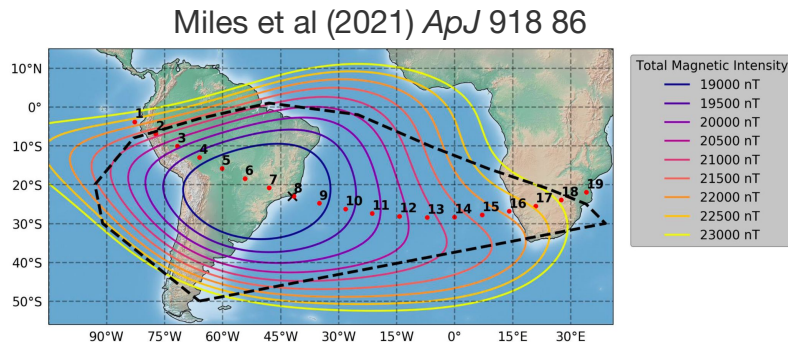 Miles et al (2021) ApJ 918 86
10°N
0°
10°S
20°S
30°S
40°S
50°S
90°W 75°W 60°W 45°W 30°W 15°W 0° 15°E 30°E
1
2
3
4
5
6
7
8
9
10
11
12
13
14
15
16
17
18
19
Total Magnetic Intensity
19000 nT
19500 nT
20000 nT
20500 nT
21000 nT
21500 nT
22000 nT
22500 nT
23000 nT